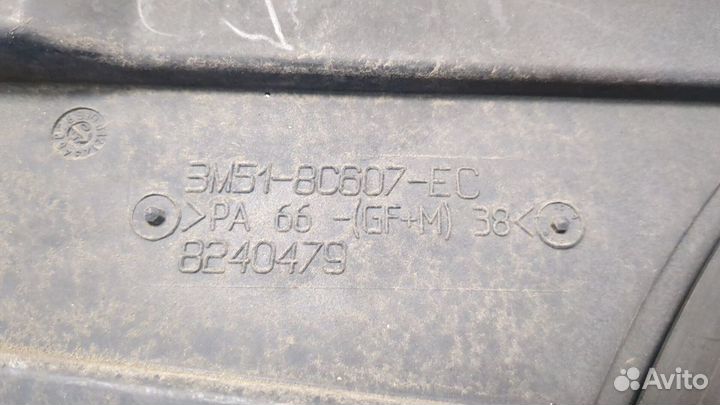 3M51-8C607-EC
>PA 66 -(GF+M) 38<
8240479
Avito